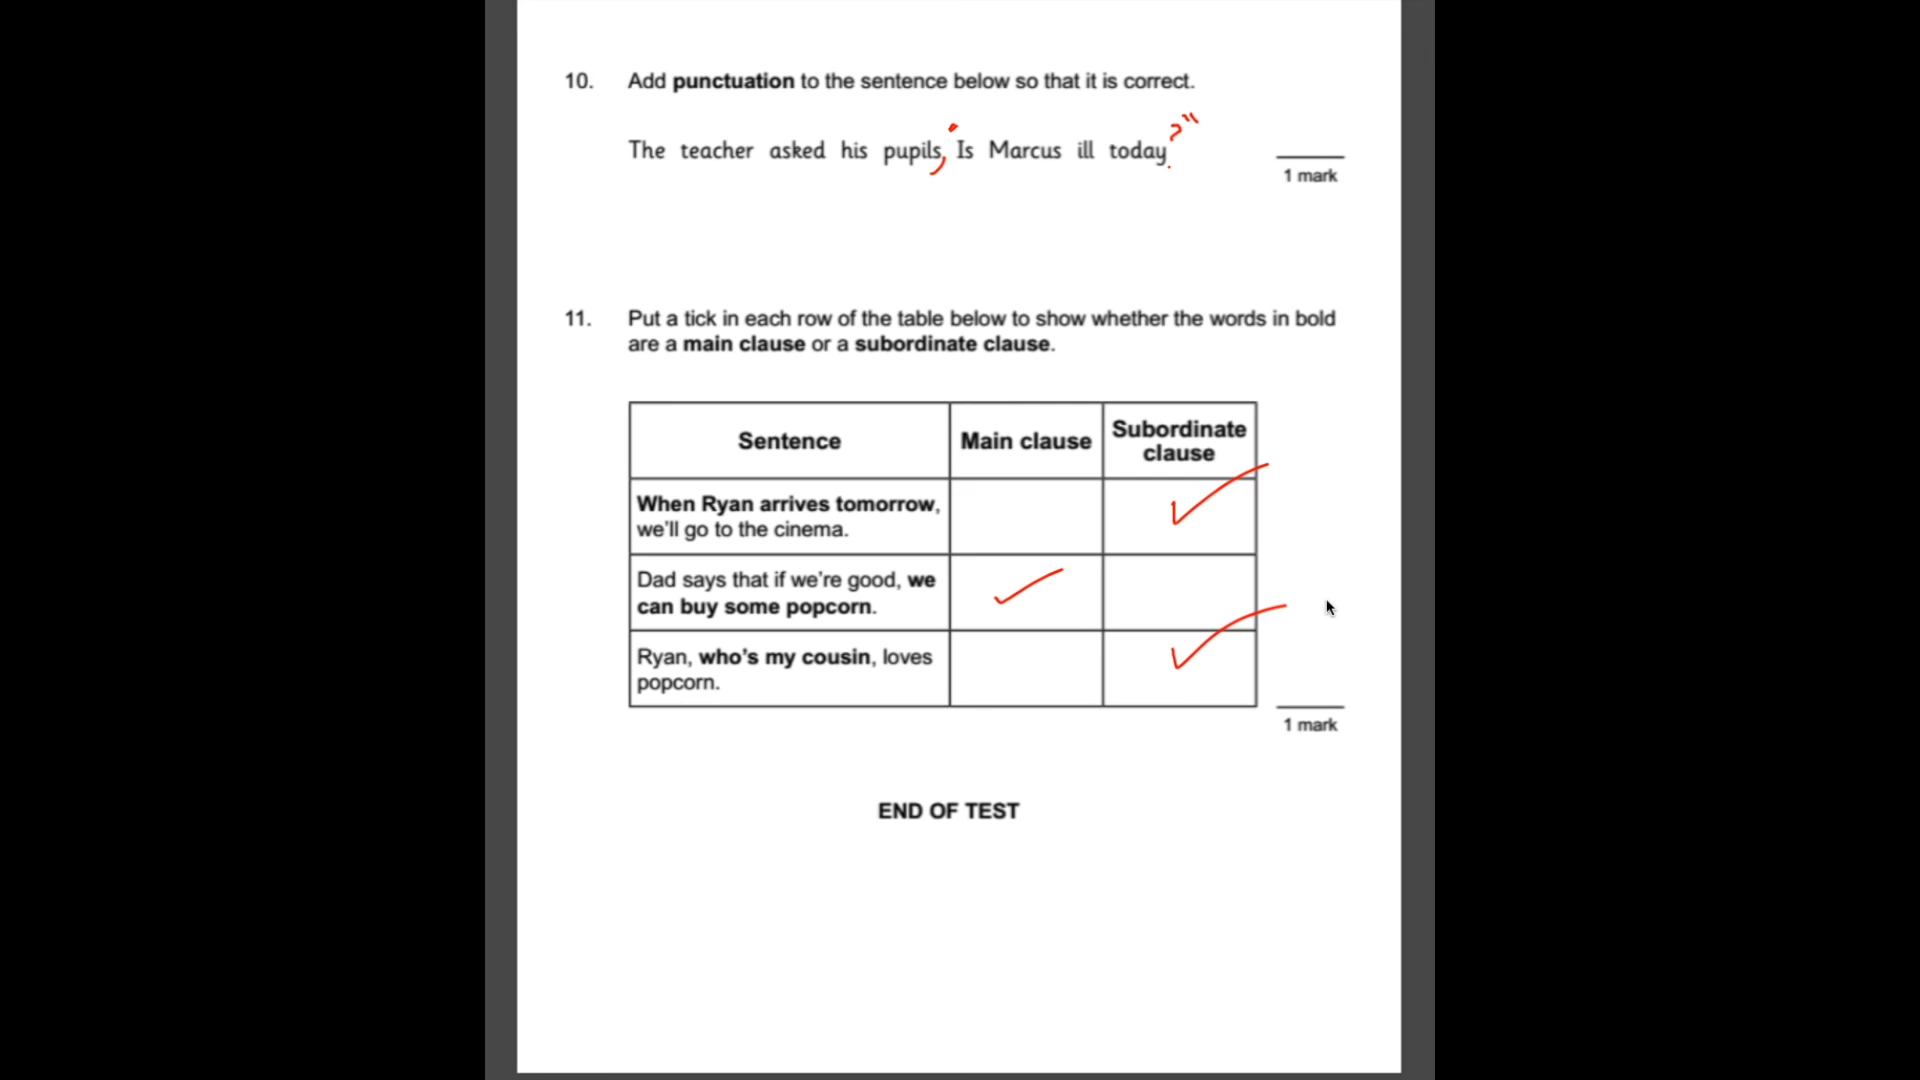 10. Add punctuation to the sentence below so that it is correct.
The teacher asked his pupils, "Is Marcus ill today?"
1 mark
11. Put a tick in each row of the table below to show whether the words in bold
are a main clause or a subordinate clause.
Sentence Main clause Subordinate clause
When Ryan arrives tomorrow,
we'll go to the cinema. ✓
Dad says that if we're good, we
can buy some popcorn. ✓
Ryan, who's my cousin, loves
popcorn. ✓
1 mark
END OF TEST